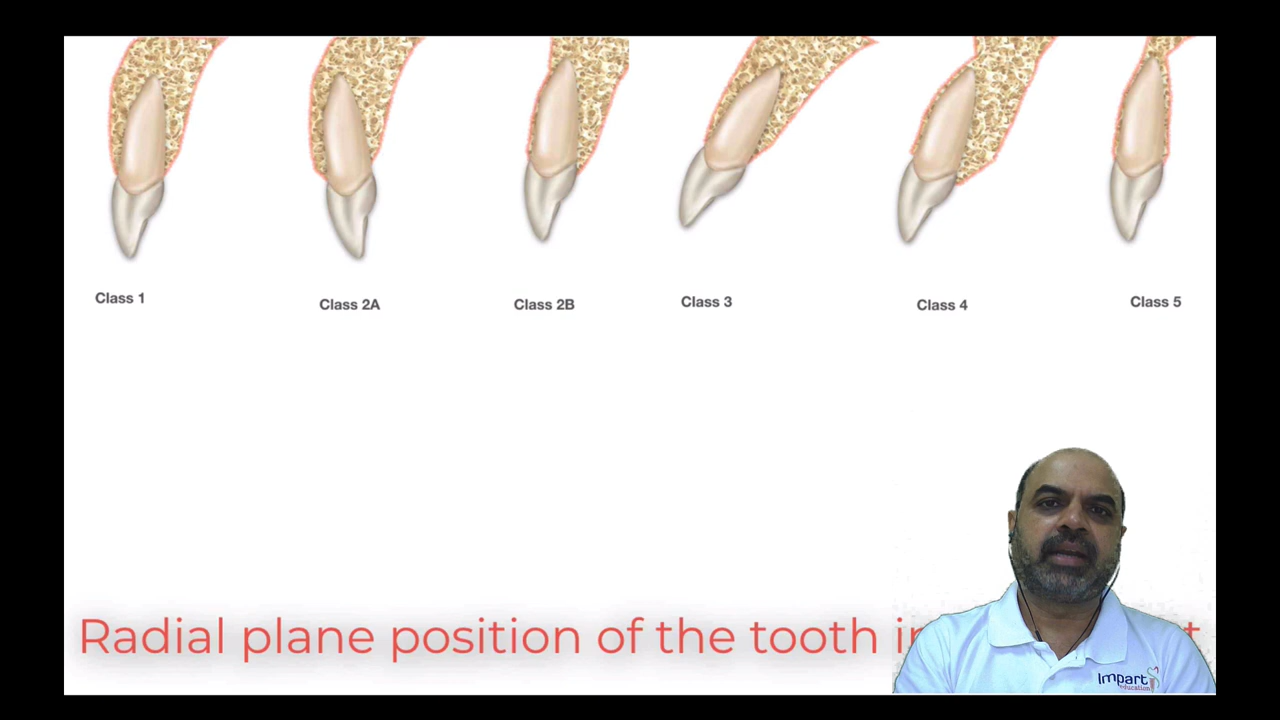 Class 1
Class 2A
Class 2B
Class 3
Class 4
Class 5
Radial plane position of the tooth
Impart
education